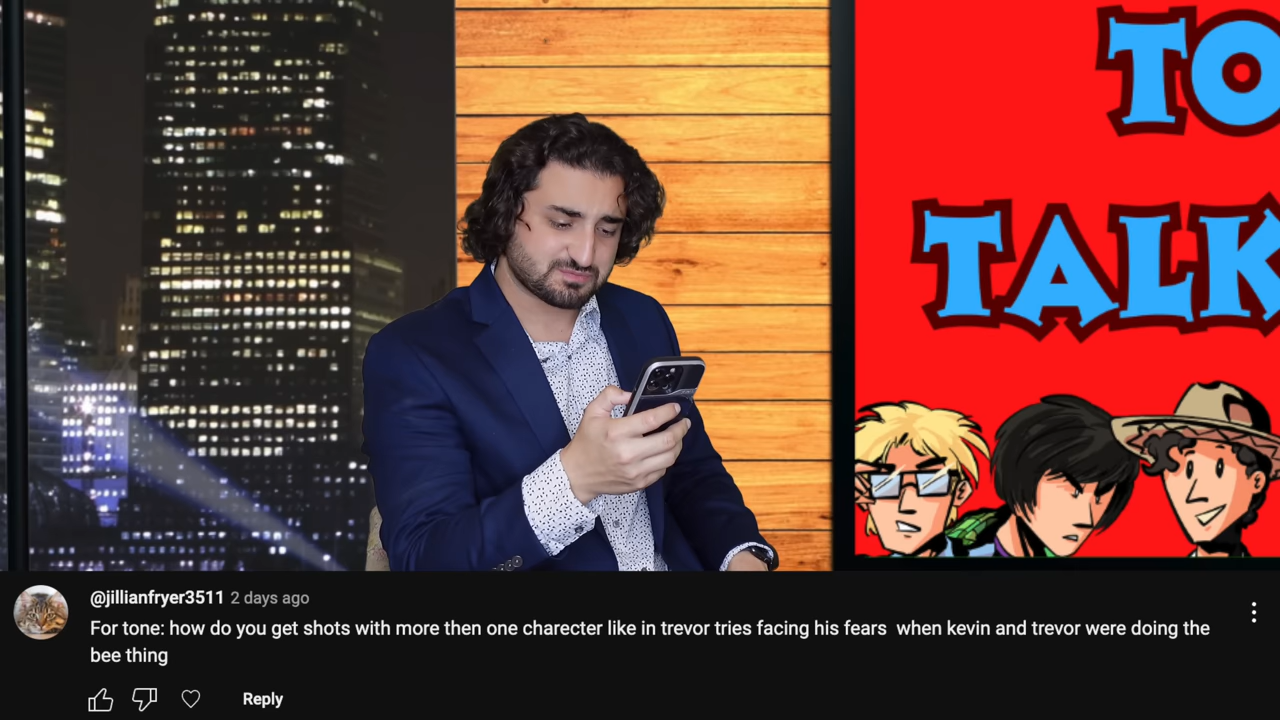 TO
TALK
@jillianfryer3511 2 days ago
For tone: how do you get shots with more then one charecter like in trevor tries facing his fears  when kevin and trevor were doing the
bee thing
Reply